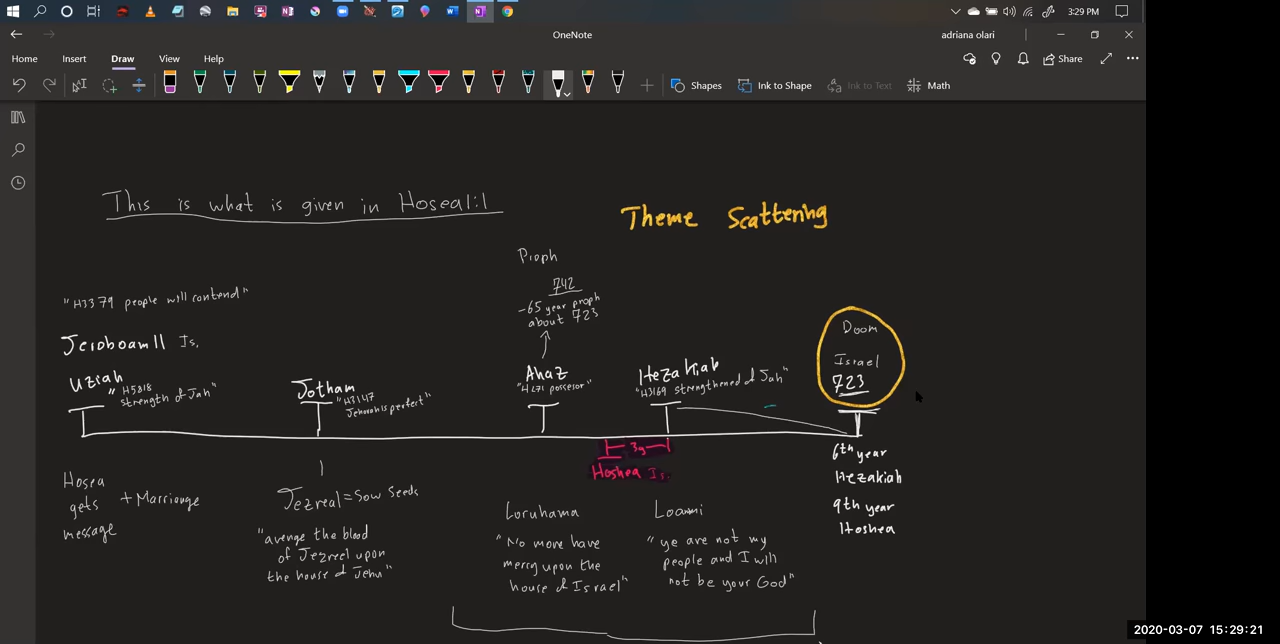 3:29 PM
OneNote
adriana olari
Home
Insert
Draw
View
Help
Share
Shapes
Ink to Shape
Ink to Text
Math
This is what is given in Hosea1:1
Theme Scattering
Proph
742
-65 year proph
about 723
"H3379 people will contend"
Jeroboam II Is.
Uziah
"H5818
strength of Jah"
Jotham
"H3147
Jehovah is perfect"
Ahaz
"H271 possesor"
Hezakiah
"H3169 strengthened of Jah"
Doom
Israel
723
3y
Hoshea Is.
6th year
Hezakiah
9th year
Hoshea
Hosea
gets
message
+ Marriange
Jezreal = Sow Seeds
"avenge the blood
of Jezreel upon
the house of Jehu"
Loruhama
"No more have
mercy upon the
house of Israel"
Loammi
"ye are not my
people and I will
not be your God"
2020-03-07 15:29:21